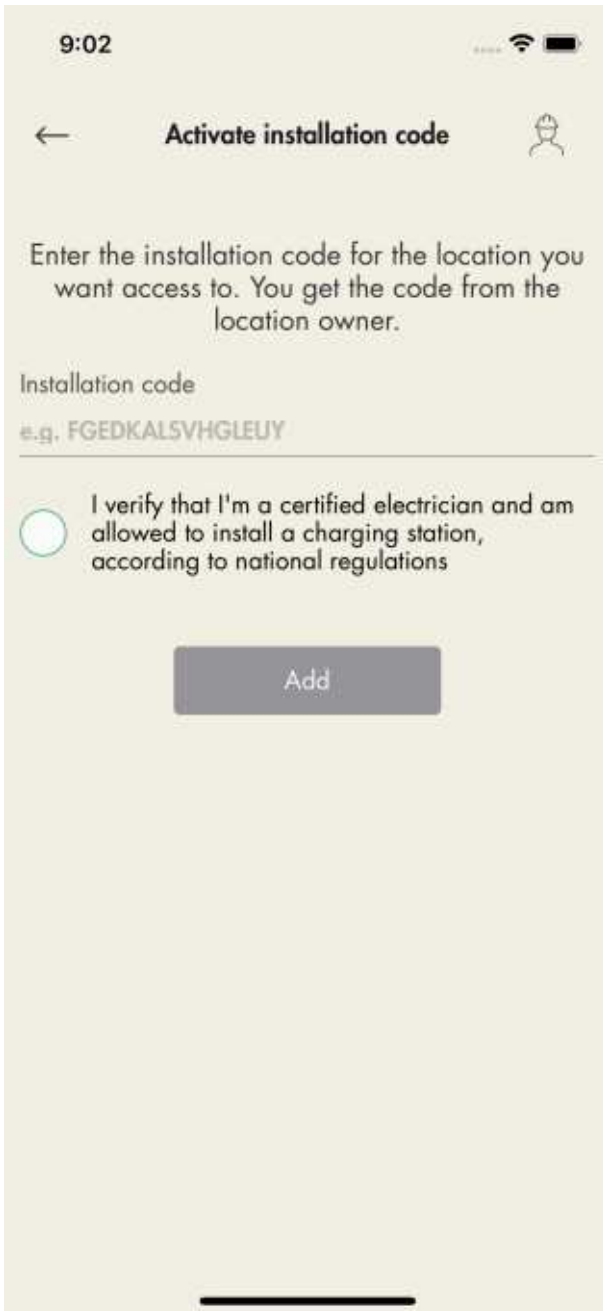 9:02
Activate installation code
Enter the installation code for the location you
want access to. You get the code from the
location owner.
Installation code
e.g. FGEDKALSVHGLEUY
I verify that I'm a certified electrician and am
allowed to install a charging station,
according to national regulations
Add